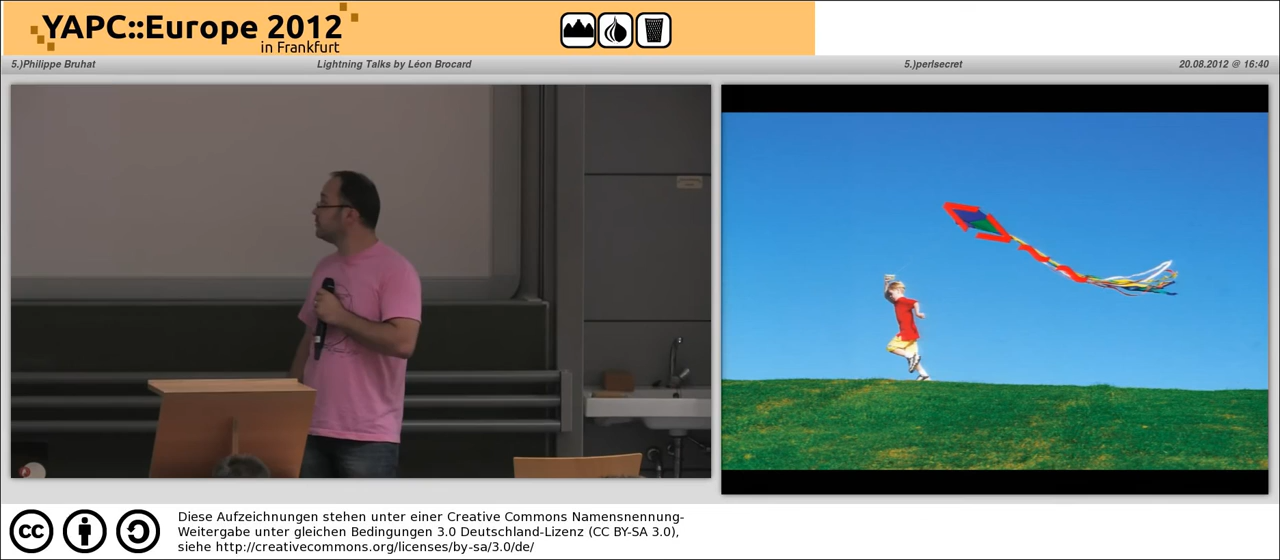 YAPC::Europe 2012
in Frankfurt
5.)Philippe Bruhat
Lightning Talks by Léon Brocard
5.)perlsecret
20.08.2012 @ 16:40
cc
Diese Aufzeichnungen stehen unter einer Creative Commons Namensnennung-
Weitergabe unter gleichen Bedingungen 3.0 Deutschland-Lizenz (CC BY-SA 3.0),
siehe http://creativecommons.org/licenses/by-sa/3.0/de/